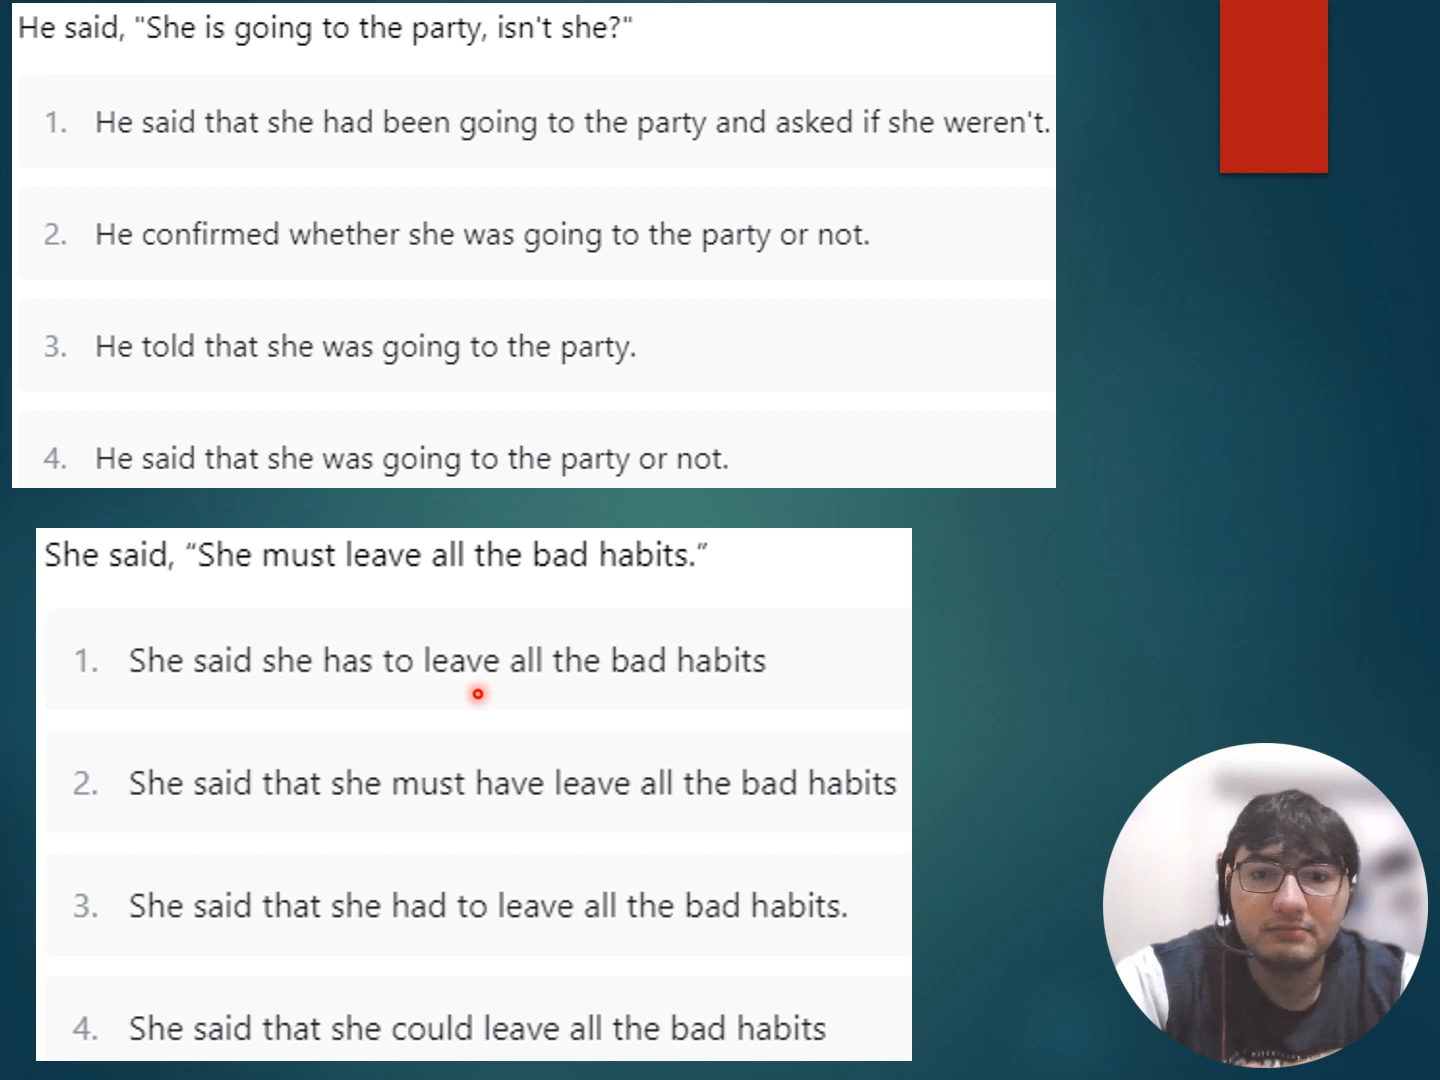 He said, "She is going to the party, isn't she?"
1. He said that she had been going to the party and asked if she weren't.
2. He confirmed whether she was going to the party or not.
3. He told that she was going to the party.
4. He said that she was going to the party or not.
She said, “She must leave all the bad habits.”
1. She said she has to leave all the bad habits
2. She said that she must have leave all the bad habits
3. She said that she had to leave all the bad habits.
4. She said that she could leave all the bad habits